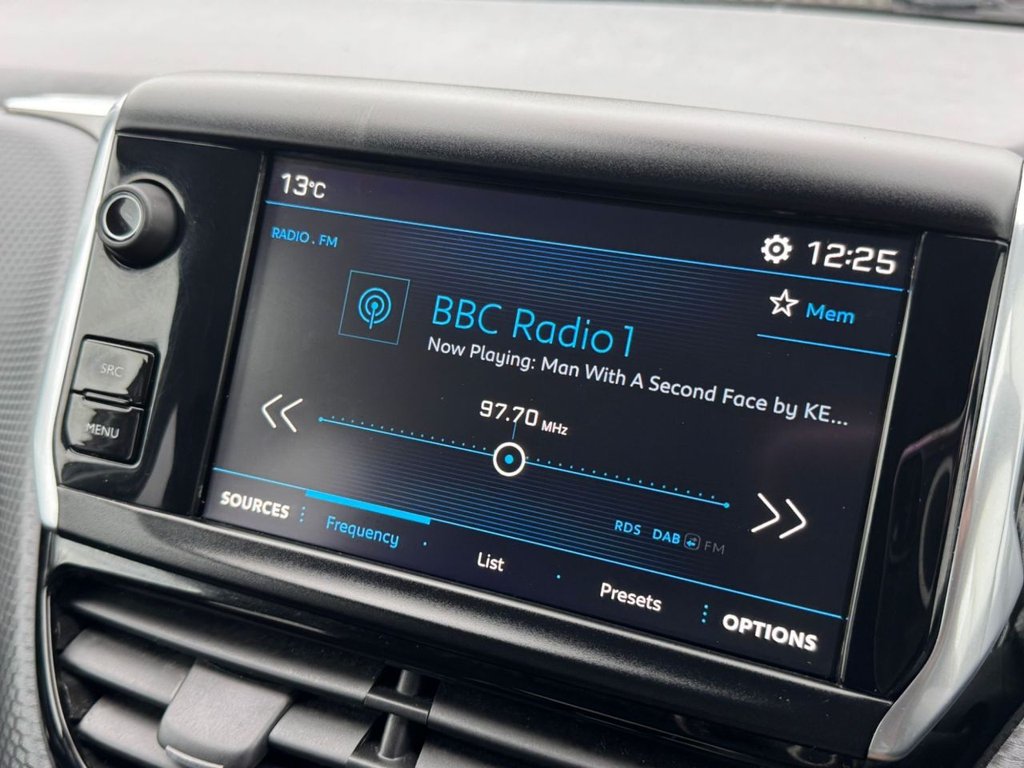 13°C
12:25
RADIO . FM
Mem
BBC Radio 1
Now Playing: Man With A Second Face by KE...
SRC
MENU
97.70 MHz
RDS DAB FM
SOURCES Frequency List Presets OPTIONS